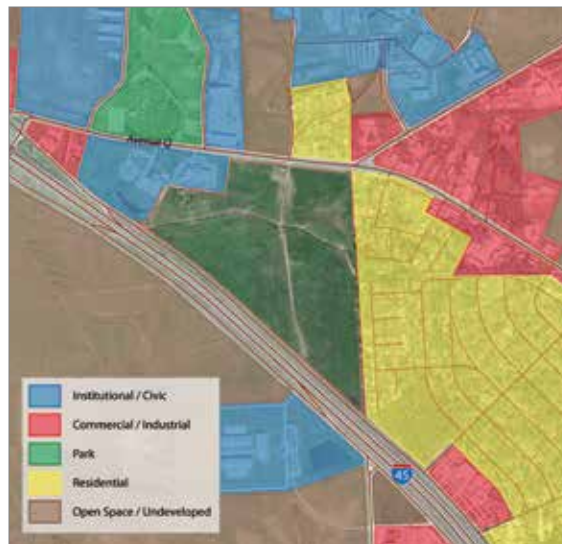 Institutional / Civic
Commercial / Industrial
Park
Residential
Open Space / Undeveloped
45